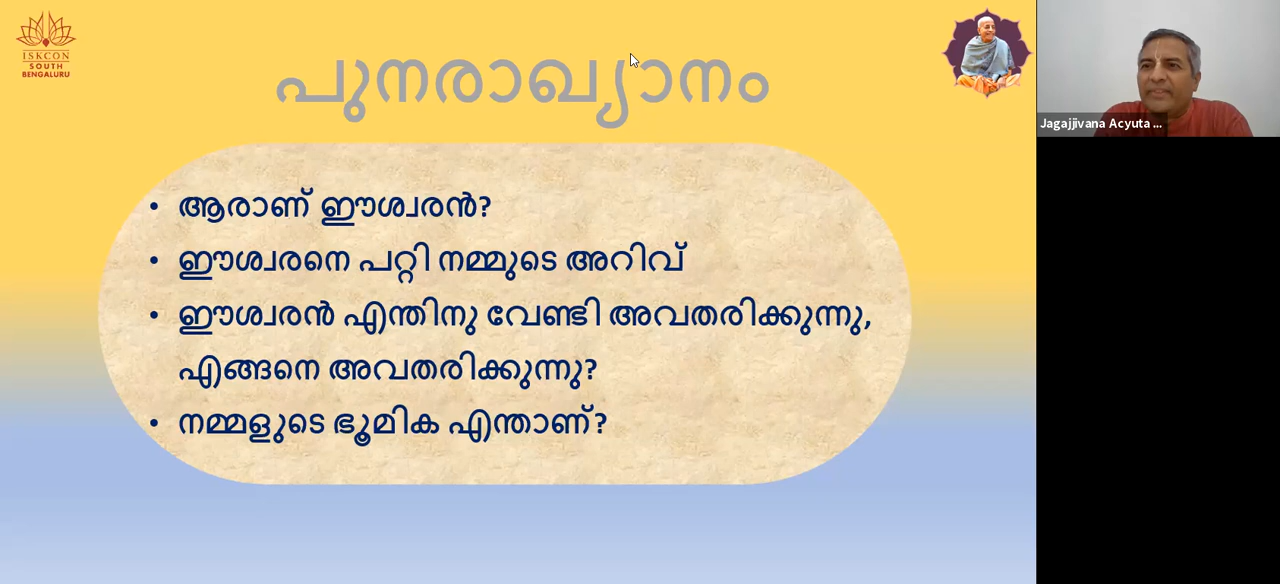 ISKCON
SOUTH
BENGALURU
പുനരാഖ്യാനം
Jagajjivana Acyuta ...
• ആരാണ് ഈശ്വരൻ?
• ഈശ്വരനെ പറ്റി നമ്മുടെ അറിവ്
• ഈശ്വരൻ എന്തിനു വേണ്ടി അവതരിക്കുന്നു,
എങ്ങനെ അവതരിക്കുന്നു?
• നമ്മളുടെ ഭൂമിക എന്താണ്?